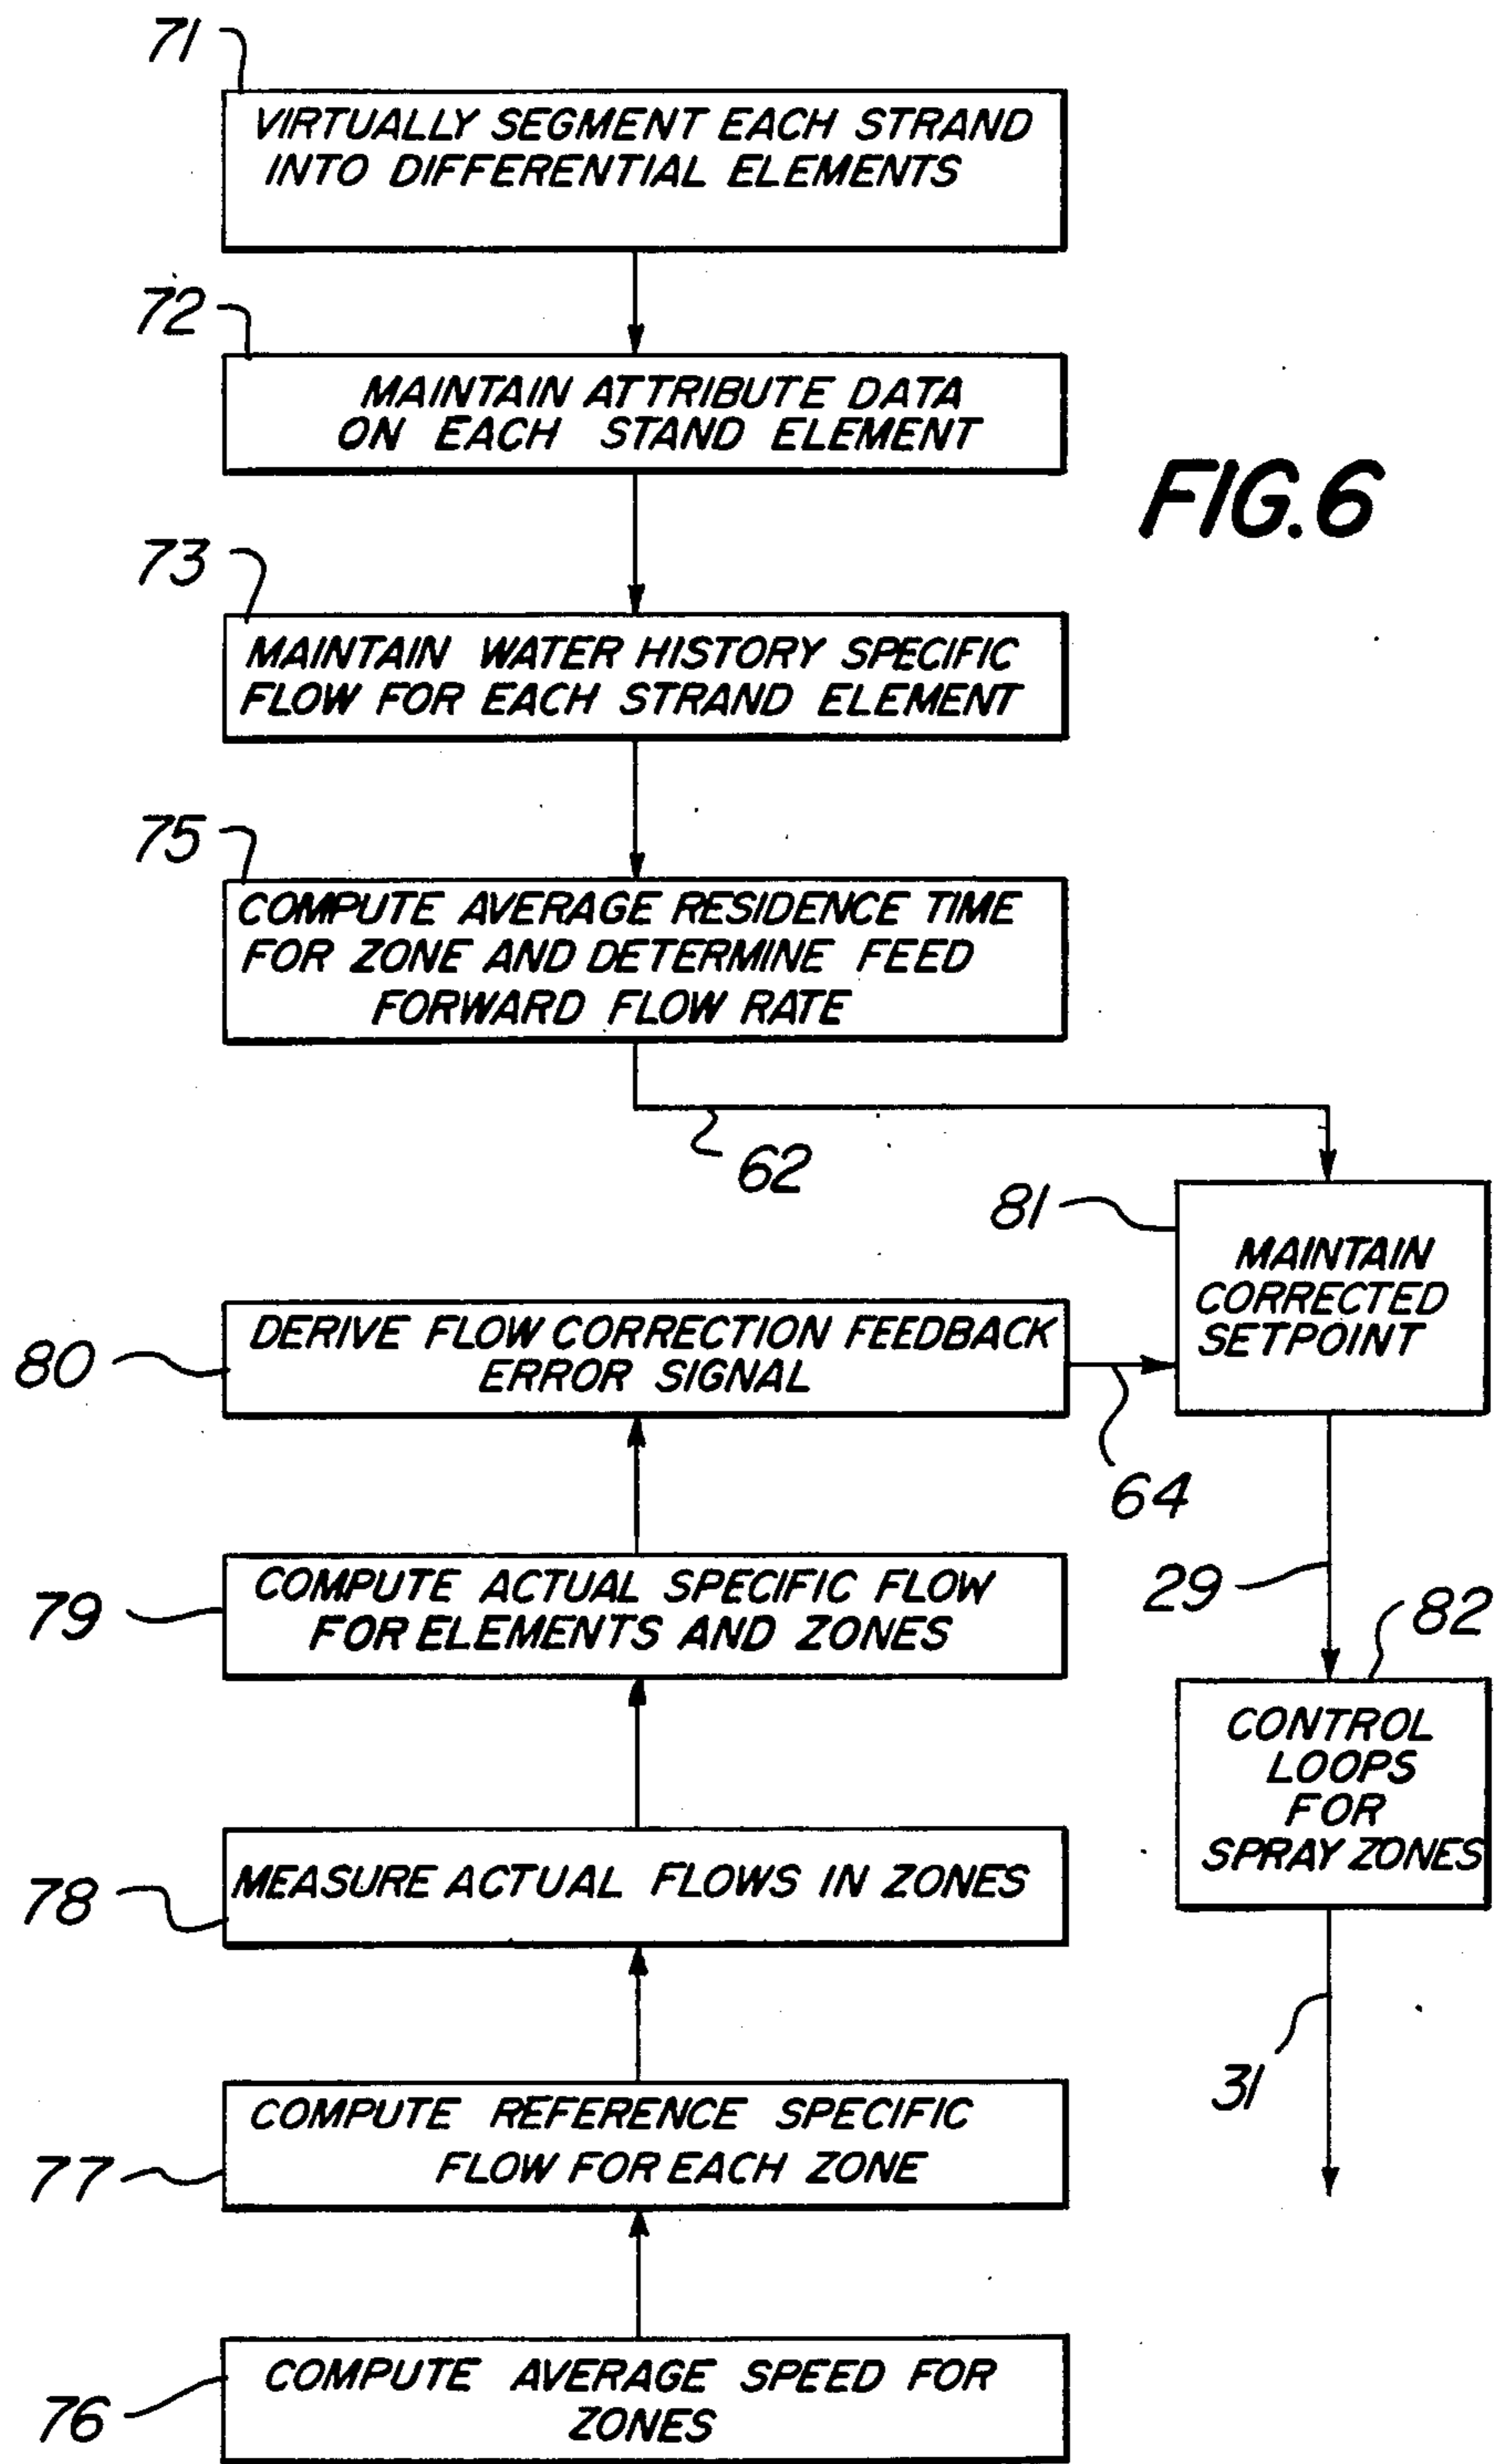 71
VIRTUALLY SEGMENT EACH STRAND
INTO DIFFERENTIAL ELEMENTS
72
MAINTAIN ATTRIBUTE DATA
ON EACH STAND ELEMENT
FIG.6
73
MAINTAIN WATER HISTORY SPECIFIC
FLOW FOR EACH STRAND ELEMENT
75
COMPUTE AVERAGE RESIDENCE TIME
FOR ZONE AND DETERMINE FEED
FORWARD FLOW RATE
62
81
MAINTAIN
CORRECTED
SETPOINT
80
DERIVE FLOW CORRECTION FEEDBACK
ERROR SIGNAL
64
29
79
COMPUTE ACTUAL SPECIFIC FLOW
FOR ELEMENTS AND ZONES
82
CONTROL
LOOPS
FOR
SPRAY ZONES
78
MEASURE ACTUAL FLOWS IN ZONES
31
77
COMPUTE REFERENCE SPECIFIC
FLOW FOR EACH ZONE
76
COMPUTE AVERAGE SPEED FOR
ZONES